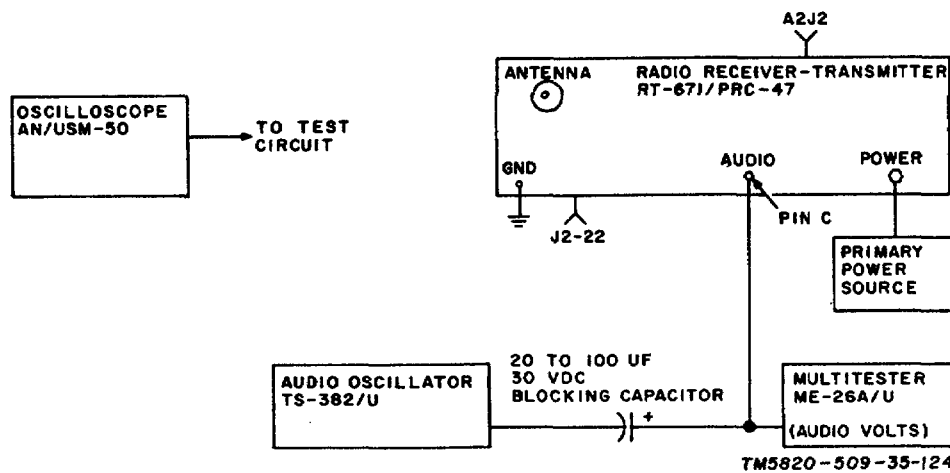 A2J2
ANTENNA
RADIO RECEIVER-TRANSMITTER
RT-671/PRC-47
OSCILLOSCOPE
AN/USM-50
TO TEST
CIRCUIT
GND
AUDIO
POWER
J2-22
PIN C
PRIMARY
POWER
SOURCE
AUDIO OSCILLATOR
TS-382/U
20 TO 100 UF
30 VDC
BLOCKING CAPACITOR
+
MULTITESTER
ME-26A/U
(AUDIO VOLTS)
TM5820-509-35-124